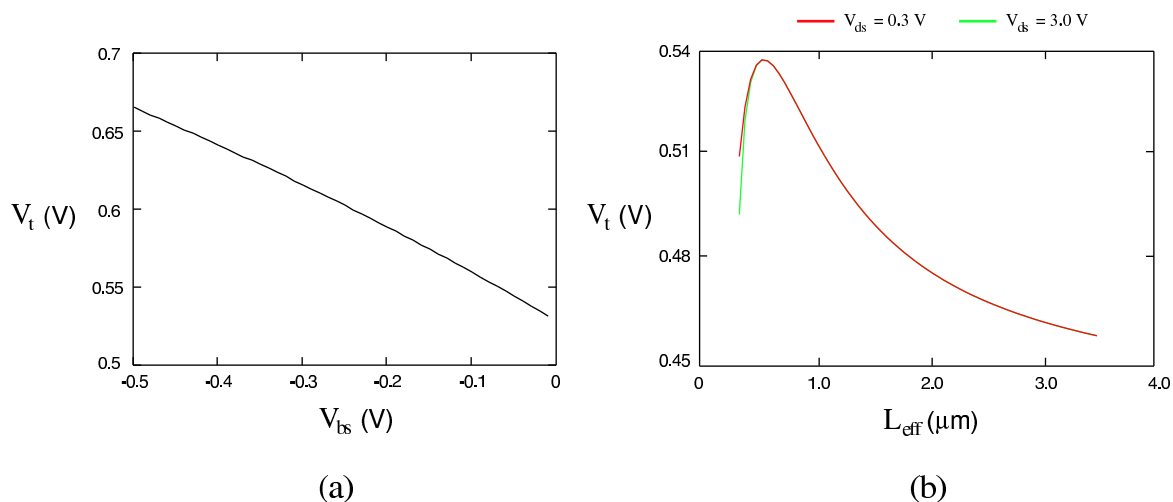 V_ds = 0.3 V
V_ds = 3.0 V
0.7
0.65
0.6
0.55
0.5
V_t (V)
-0.5 -0.4 -0.3 -0.2 -0.1 0
V_bs (V)
(a)
0.54
0.51
0.48
0.45
V_t (V)
0 1.0 2.0 3.0 4.0
L_eff (μm)
(b)